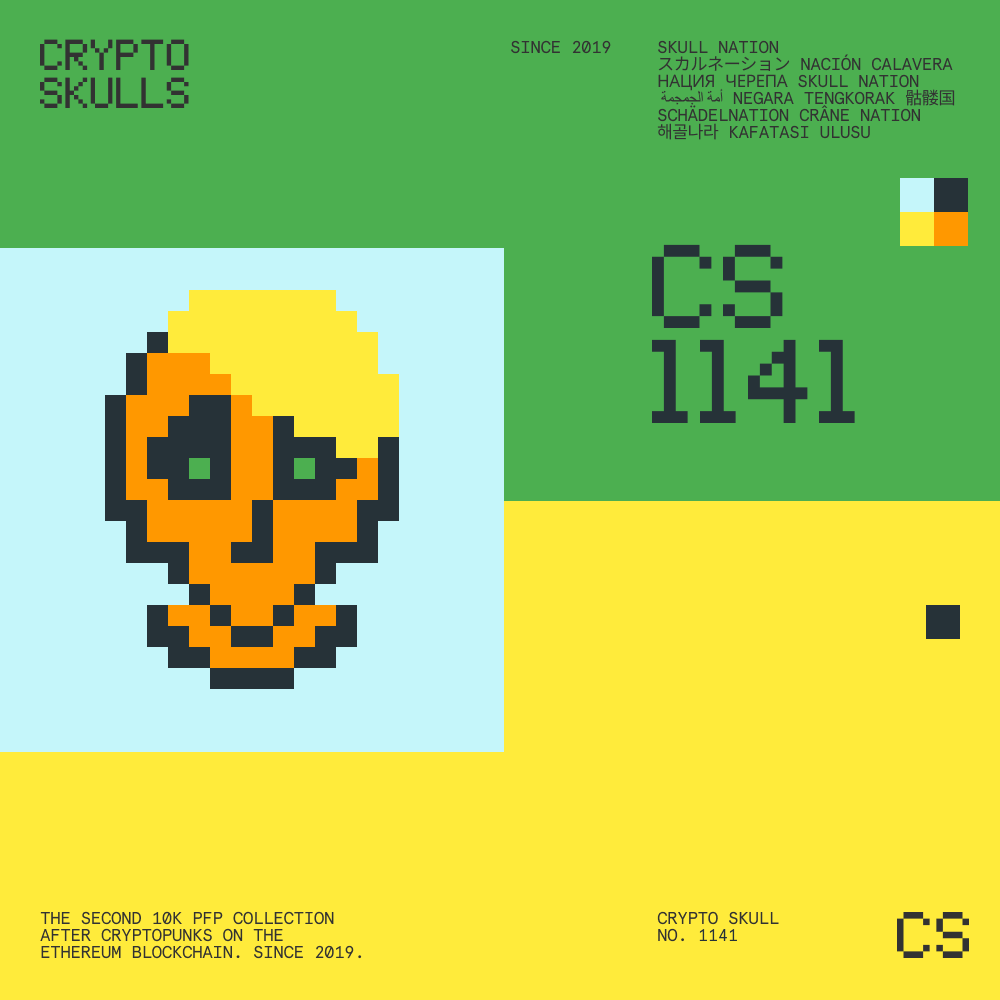 CRYPTO
SKULLS
SINCE 2019
SKULL NATION
スカルネーション NACIÓN CALAVERA
НАЦИЯ ЧЕРЕПА SKULL NATION
أمة الجمجمة NEGARA TENGKORAK 骷髅国
SCHÄDELNATION CRÂNE NATION
해골나라 KAFATASI ULUSU
CS
1141
THE SECOND 10K PFP COLLECTION
AFTER CRYPTOPUNKS ON THE
ETHEREUM BLOCKCHAIN. SINCE 2019.
CRYPTO SKULL
NO. 1141
CS